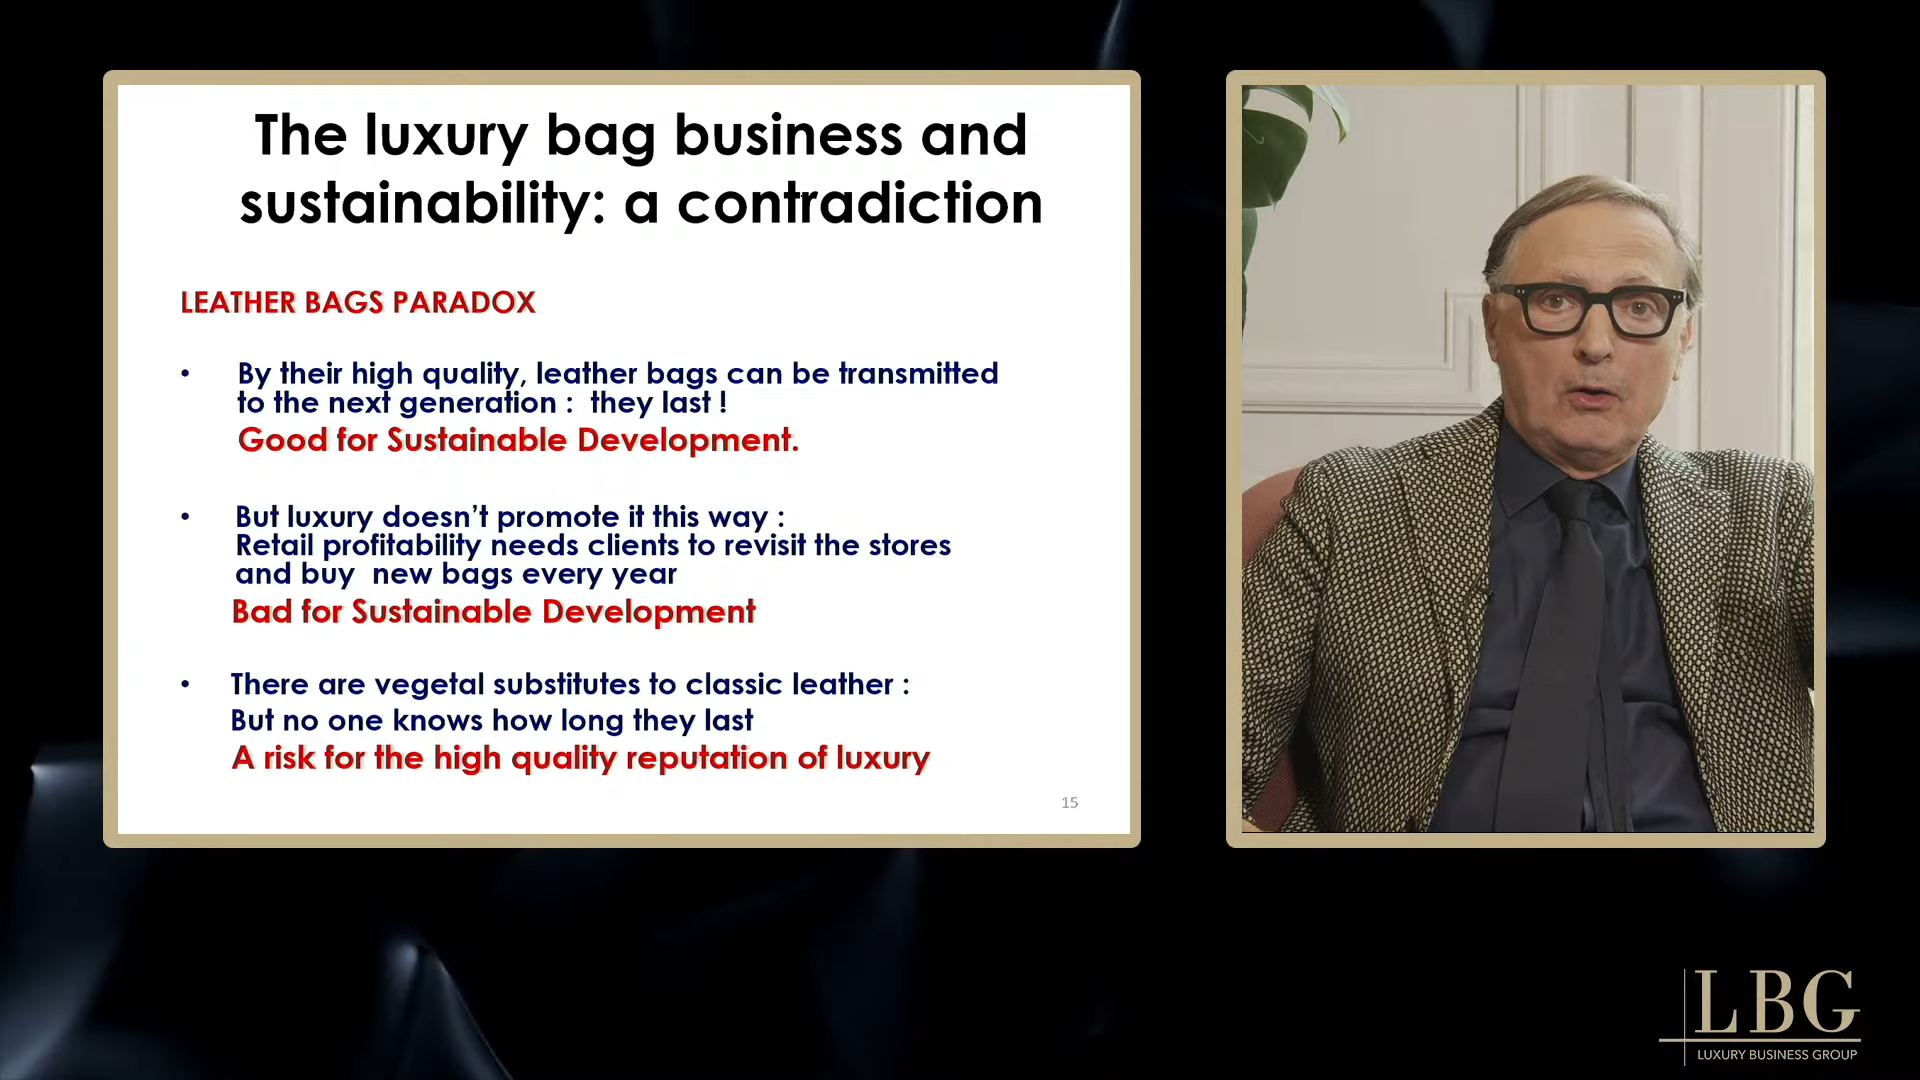 The luxury bag business and
sustainability: a contradiction
LEATHER BAGS PARADOX
• By their high quality, leather bags can be transmitted
to the next generation :  they last !
Good for Sustainable Development.
• But luxury doesn’t promote it this way :
Retail profitability needs clients to revisit the stores
and buy  new bags every year
Bad for Sustainable Development
• There are vegetal substitutes to classic leather :
But no one knows how long they last
A risk for the high quality reputation of luxury
15
LBG
LUXURY BUSINESS GROUP